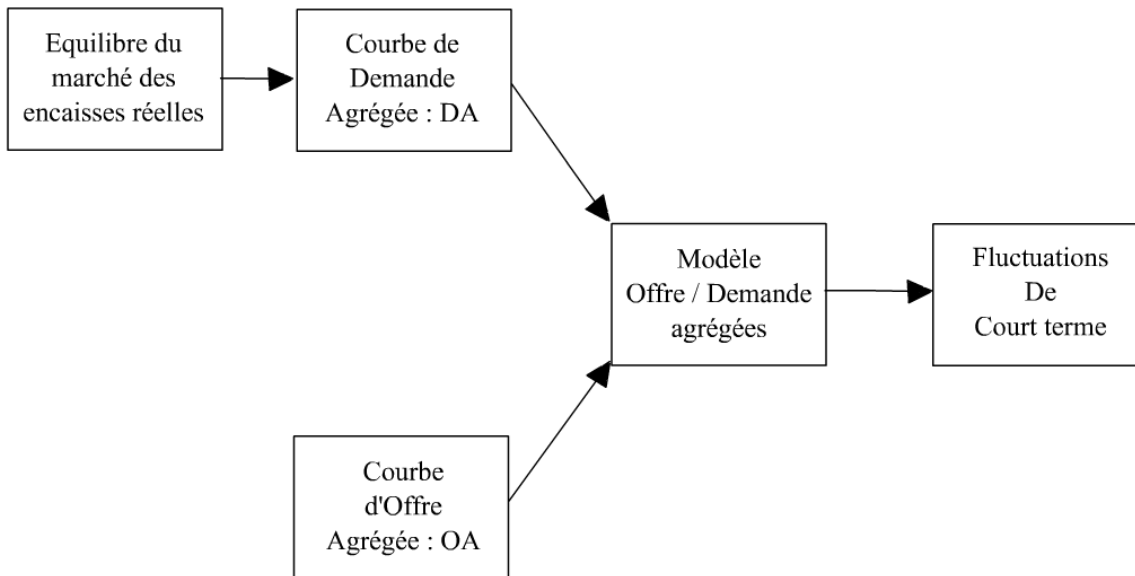 Equilibre du
marché des
encaisses réelles
Courbe de
Demande
Agrégée : DA
Modèle
Offre / Demande
agrégées
Fluctuations
De
Court terme
Courbe
d'Offre
Agrégée : OA